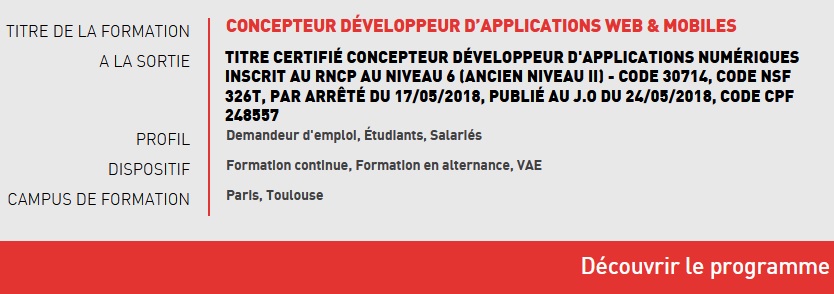 TITRE DE LA FORMATION
CONCEPTEUR DÉVELOPPEUR D'APPLICATIONS WEB & MOBILES
A LA SORTIE
TITRE CERTIFIÉ CONCEPTEUR DÉVELOPPEUR D'APPLICATIONS NUMÉRIQUES
INSCRIT AU RNCP AU NIVEAU 6 (ANCIEN NIVEAU II) - CODE 30714, CODE NSF
326T, PAR ARRÊTÉ DU 17/05/2018, PUBLIÉ AU J.O DU 24/05/2018, CODE CPF
248557
PROFIL
Demandeur d'emploi, Étudiants, Salariés
DISPOSITIF
Formation continue, Formation en alternance, VAE
CAMPUS DE FORMATION
Paris, Toulouse
Découvrir le programme